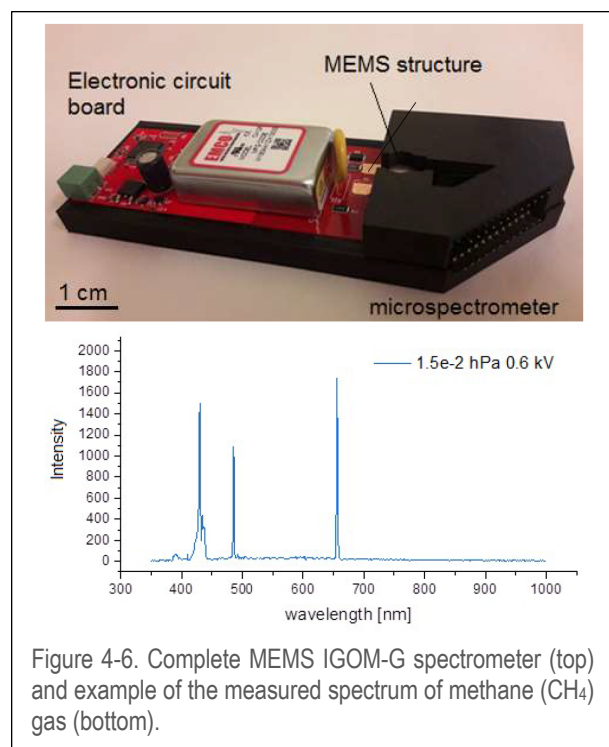 Electronic circuit
board
MEMS structure
EMCO
1 cm
microspectrometer
2000
1800
1600
1400
1200
1000
800
600
400
200
0
Intensity
1.5e-2 hPa 0.6 kV
300 400 500 600 700 800 900 1000
wavelength [nm]
Figure 4-6. Complete MEMS IGOM-G spectrometer (top)
and example of the measured spectrum of methane (CH₄)
gas (bottom).